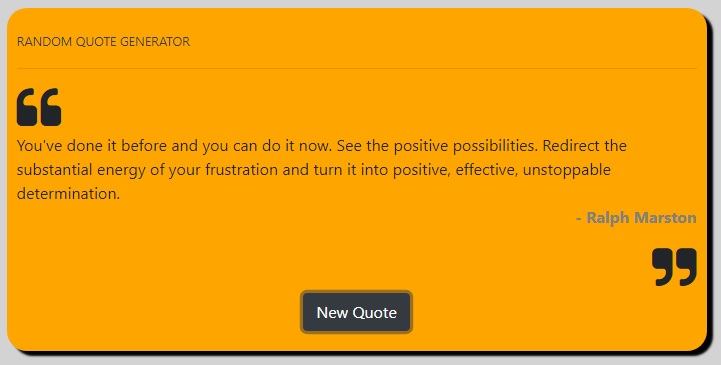 RANDOM QUOTE GENERATOR
“
You've done it before and you can do it now. See the positive possibilities. Redirect the
substantial energy of your frustration and turn it into positive, effective, unstoppable
determination.
- Ralph Marston
”
New Quote